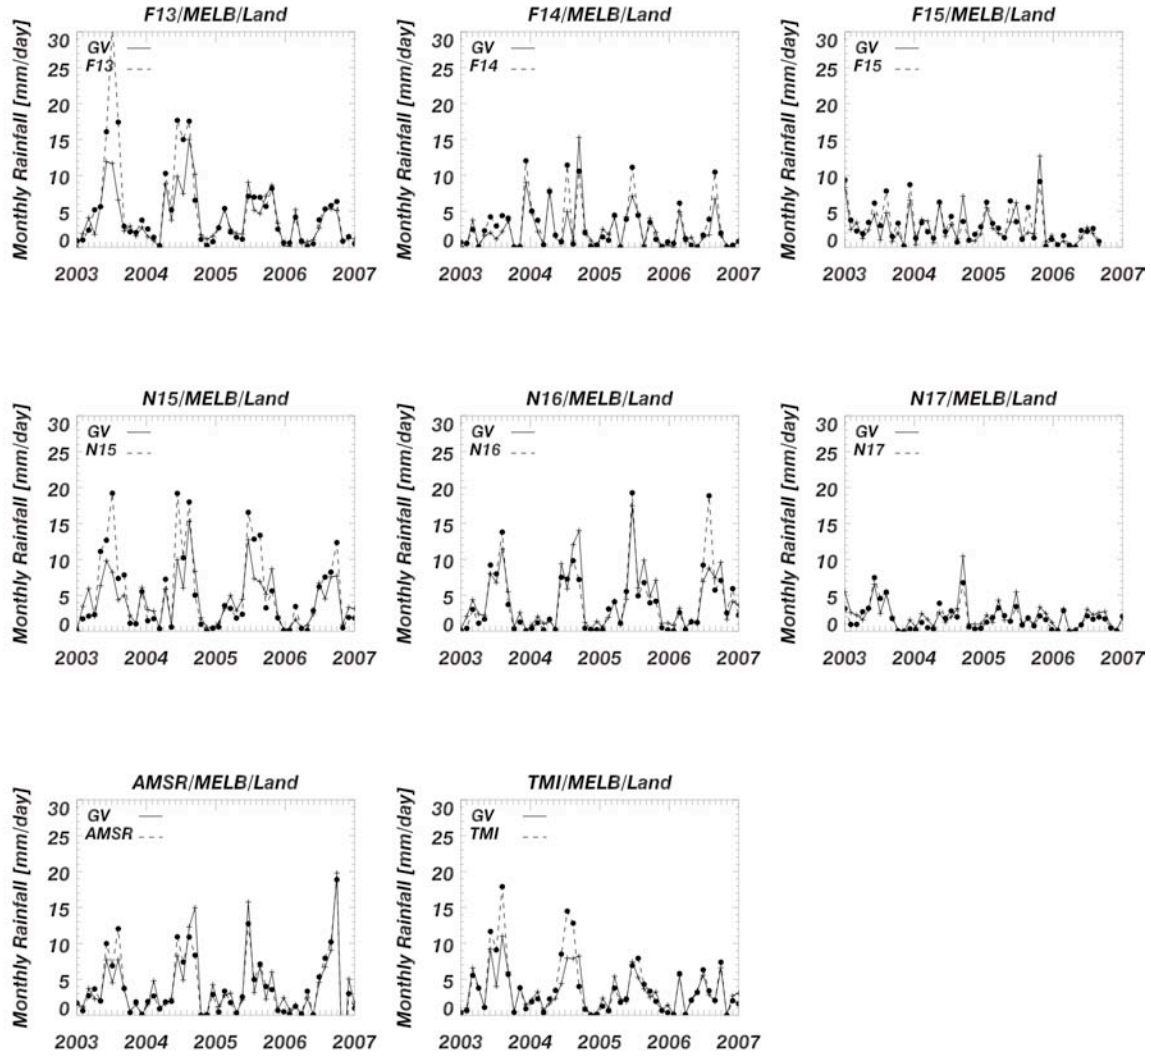 F13/MELB/Land
Monthly Rainfall [mm/day]
30
25
20
15
10
5
0
GV
F13
2003 2004 2005 2006 2007
F14/MELB/Land
Monthly Rainfall [mm/day]
30
25
20
15
10
5
0
GV
F14
2003 2004 2005 2006 2007
F15/MELB/Land
Monthly Rainfall [mm/day]
30
25
20
15
10
5
0
GV
F15
2003 2004 2005 2006 2007
N15/MELB/Land
Monthly Rainfall [mm/day]
30
25
20
15
10
5
0
GV
N15
2003 2004 2005 2006 2007
N16/MELB/Land
Monthly Rainfall [mm/day]
30
25
20
15
10
5
0
GV
N16
2003 2004 2005 2006 2007
N17/MELB/Land
Monthly Rainfall [mm/day]
30
25
20
15
10
5
0
GV
N17
2003 2004 2005 2006 2007
AMSR/MELB/Land
Monthly Rainfall [mm/day]
30
25
20
15
10
5
0
GV
AMSR
2003 2004 2005 2006 2007
TMI/MELB/Land
Monthly Rainfall [mm/day]
30
25
20
15
10
5
0
GV
TMI
2003 2004 2005 2006 2007